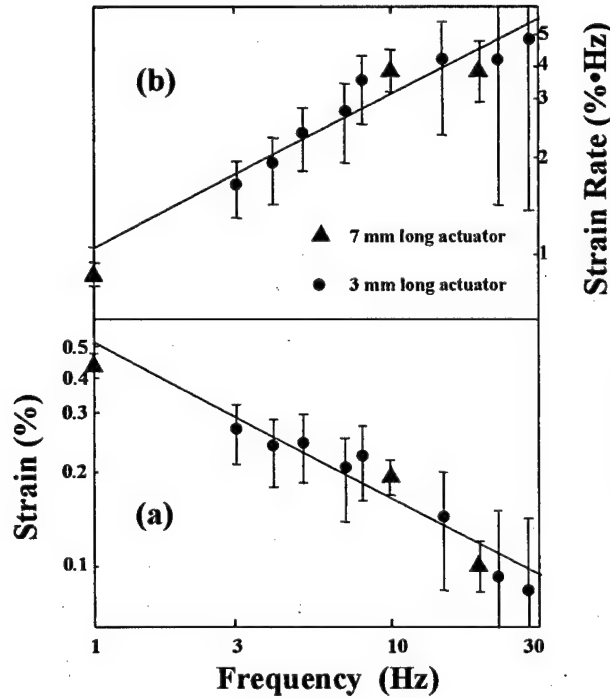 (b)
5
4
3
2
1
Strain Rate (%•Hz)
7 mm long actuator
3 mm long actuator
0.5
0.4
0.3
0.2
0.1
Strain (%)
(a)
1
3
10
30
Frequency (Hz)